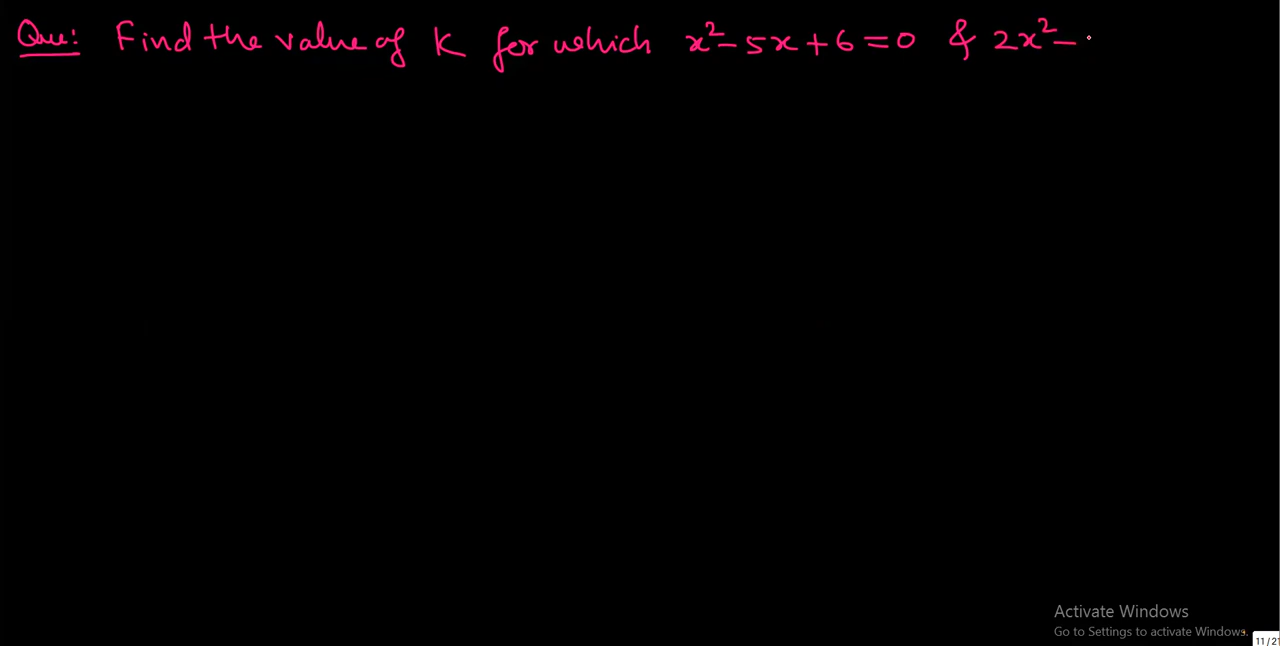 Que: Find the value of K for which x²-5x+6=0 & 2x²-
Activate Windows
Go to Settings to activate Windows.
11/21